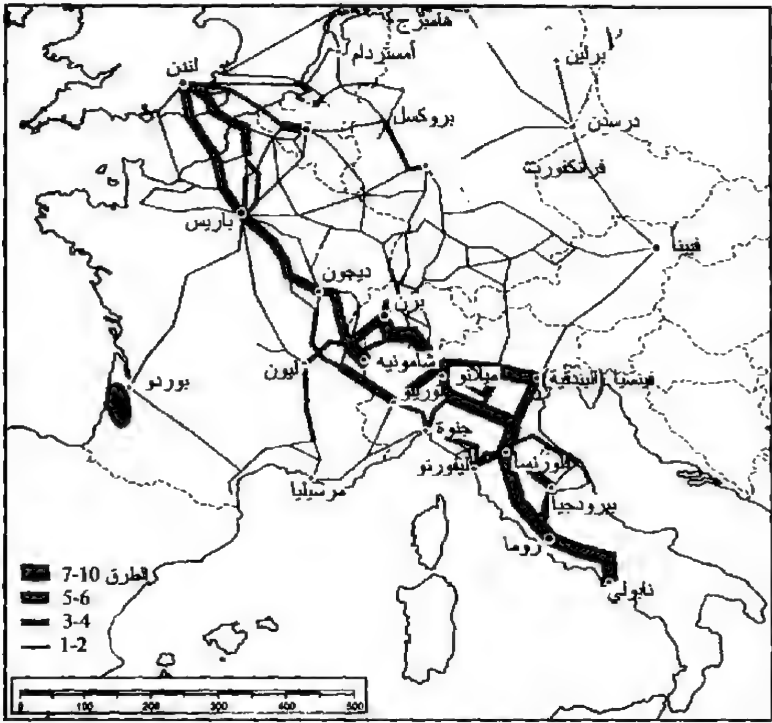 هامبرج
أمستردام
برلين
لندن
بروكسل
درسدن
فرانكفورت
باريس
فيينا
ديجون
برن
شامونيه
ليون
ميلانو
فينسيا (البندقية)
بوردو
تورينو
جنوة
فلورنسا
ليفورنو
مرسيليا
بيرودجيا
روما
نابولي
الطرق 7-10
5-6
3-4
1-2
0 100 200 300 400 500